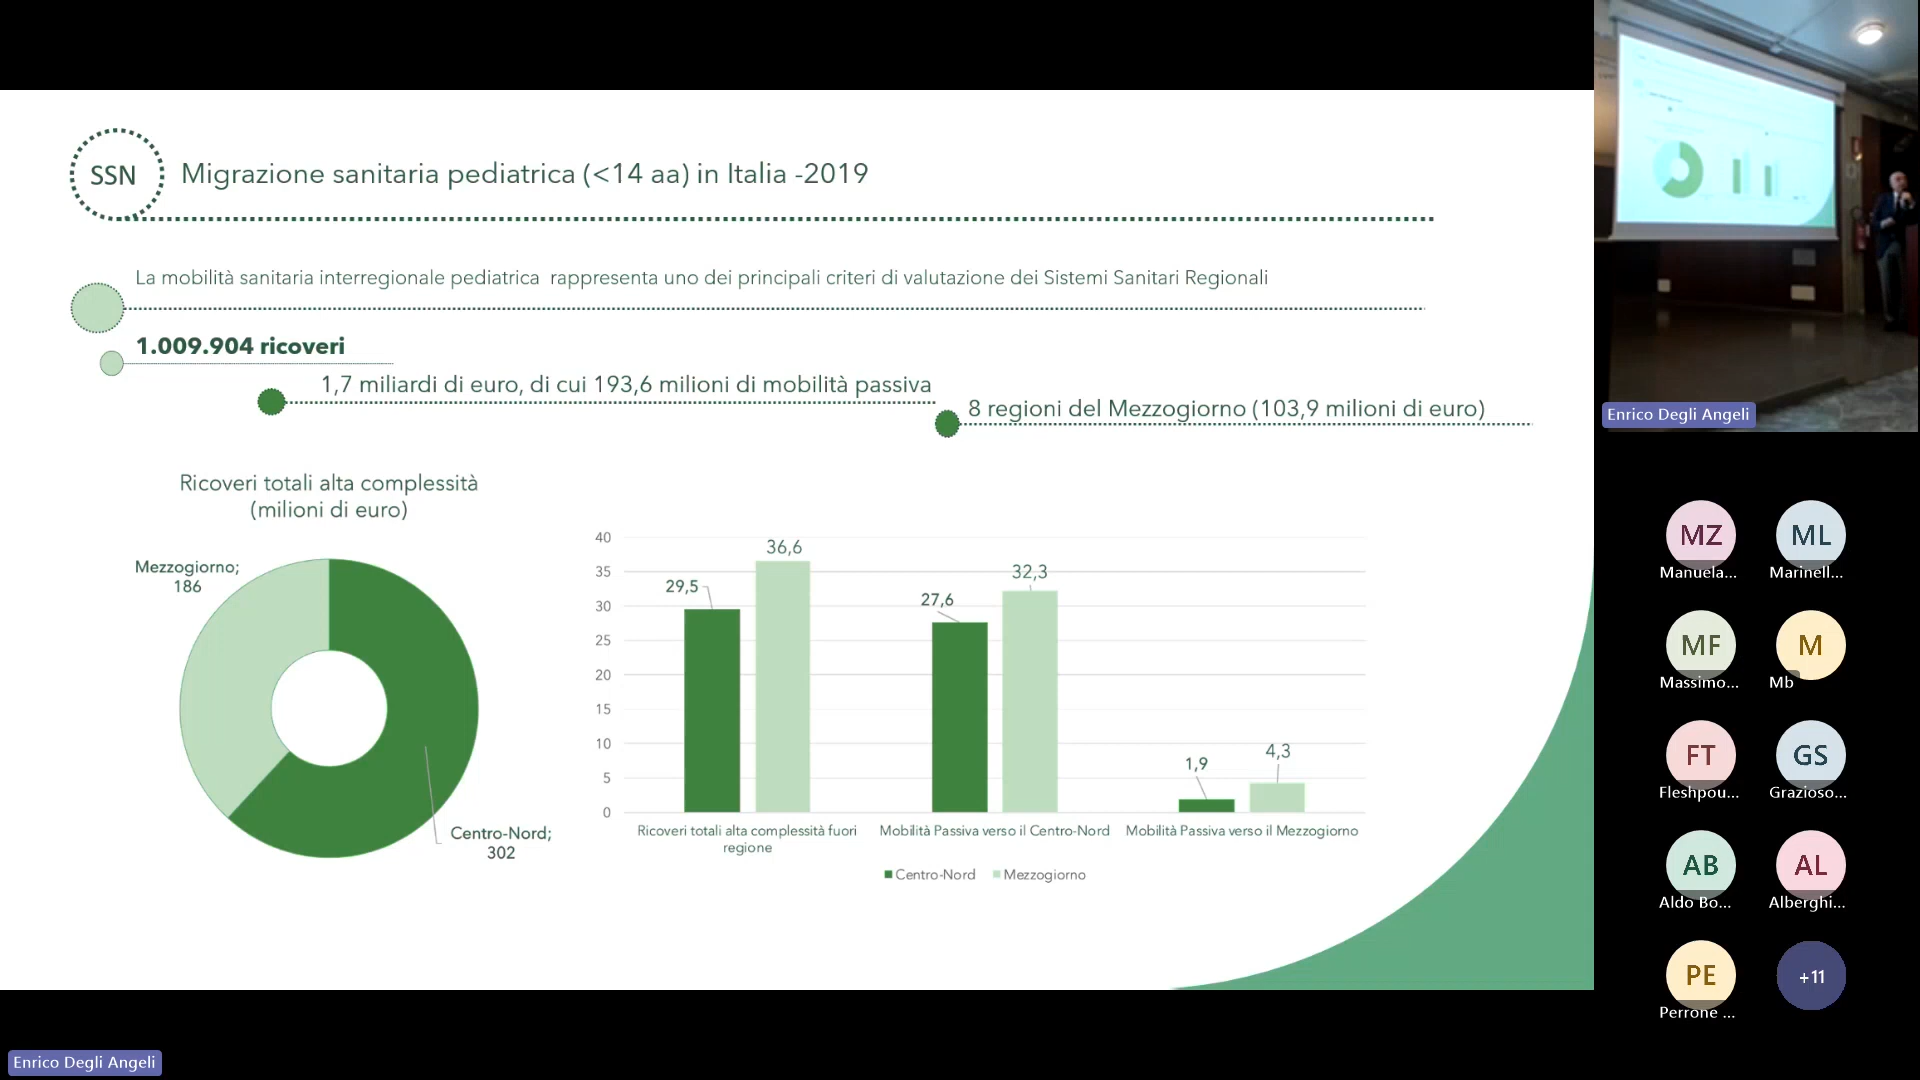 SSN
Migrazione sanitaria pediatrica (<14 aa) in Italia -2019
La mobilità sanitaria interregionale pediatrica  rappresenta uno dei principali criteri di valutazione dei Sistemi Sanitari Regionali
1.009.904 ricoveri
1,7 miliardi di euro, di cui 193,6 milioni di mobilità passiva
8 regioni del Mezzogiorno (103,9 milioni di euro)
Ricoveri totali alta complessità
(milioni di euro)
Mezzogiorno;
186
Centro-Nord;
302
40
35
30
25
20
15
10
5
0
29,5
36,6
27,6
32,3
1,9
4,3
Ricoveri totali alta complessità fuori
regione
Mobilità Passiva verso il Centro-Nord
Mobilità Passiva verso il Mezzogiorno
Centro-Nord
Mezzogiorno
Enrico Degli Angeli
MZ
Manuela...
ML
Marinell...
MF
Massimo...
M
Mb
FT
Fleshpou...
GS
Grazioso...
AB
Aldo Bo...
AL
Alberghi...
PE
Perrone ...
+11
Enrico Degli Angeli